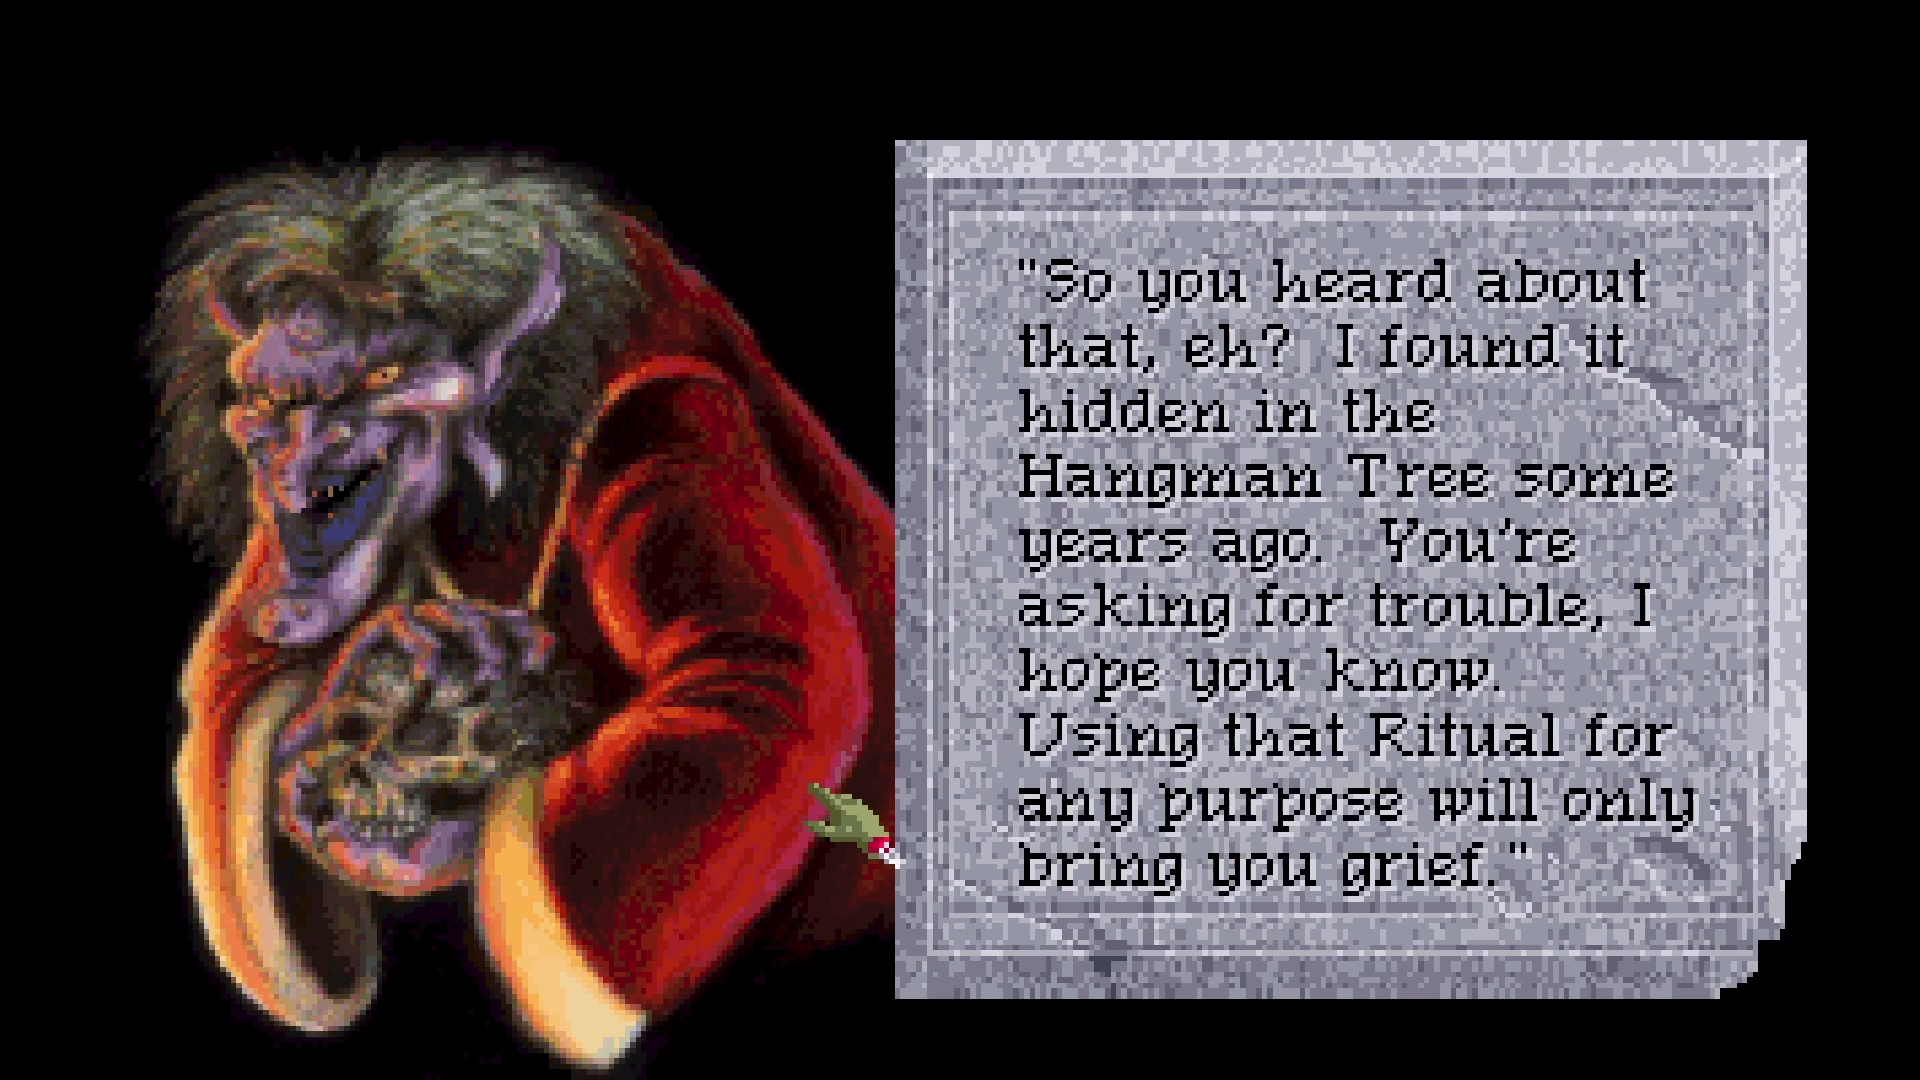 "So you heard about
that, eh?  I found it
hidden in the
Hangman Tree some
years ago.  You're
asking for trouble, I
hope you know.
Using that Ritual for
any purpose will only
bring you grief."